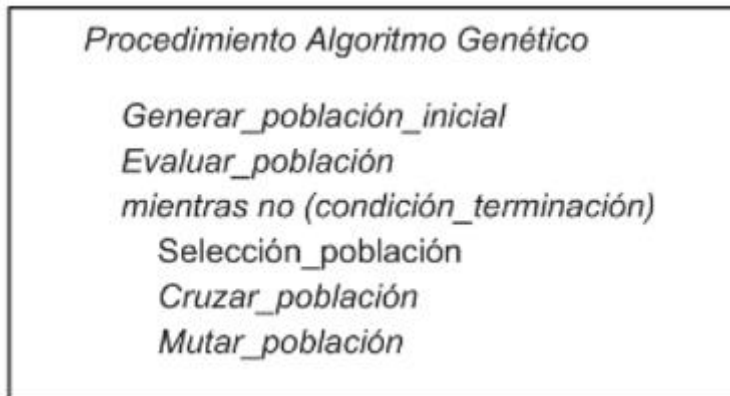 Procedimiento Algoritmo Genético
Generar_población_inicial
Evaluar_población
mientras no (condición_terminación)
Selección_población
Cruzar_población
Mutar_población